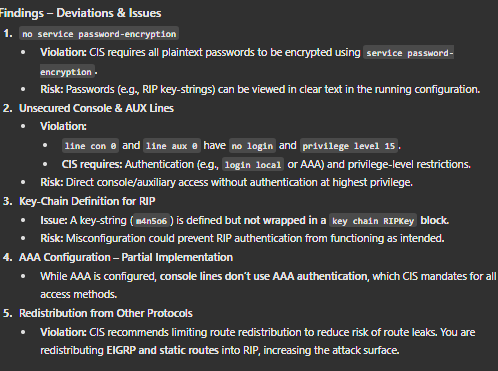 Findings – Deviations & Issues
1. no service password-encryption
• Violation: CIS requires all plaintext passwords to be encrypted using service password-
encryption.
• Risk: Passwords (e.g., RIP key-strings) can be viewed in clear text in the running configuration.
2. Unsecured Console & AUX Lines
• Violation:
• line con 0 and line aux 0 have no login and privilege level 15.
• CIS requires: Authentication (e.g., login local or AAA) and privilege-level restrictions.
• Risk: Direct console/auxiliary access without authentication at highest privilege.
3. Key-Chain Definition for RIP
• Issue: A key-string (m4n5o6) is defined but not wrapped in a key chain RIPKey block.
• Risk: Misconfiguration could prevent RIP authentication from functioning as intended.
4. AAA Configuration – Partial Implementation
• While AAA is configured, console lines don't use AAA authentication, which CIS mandates for all
access methods.
5. Redistribution from Other Protocols
• Violation: CIS recommends limiting route redistribution to reduce risk of route leaks. You are
redistributing EIGRP and static routes into RIP, increasing the attack surface.